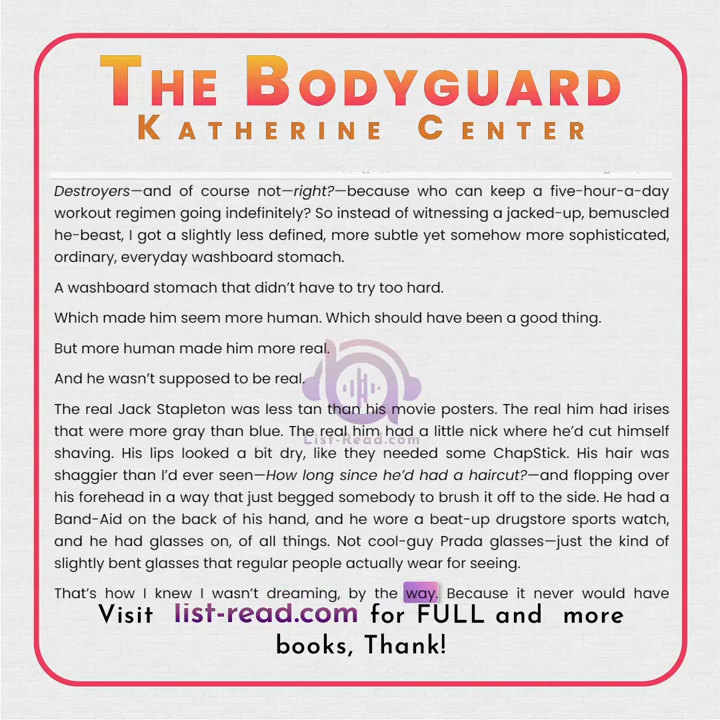 THE BODYGUARD
KATHERINE CENTER
Destroyers—and of course not—right?—because who can keep a five-hour-a-day
workout regimen going indefinitely? So instead of witnessing a jacked-up, bemuscled
he-beast, I got a slightly less defined, more subtle yet somehow more sophisticated,
ordinary, everyday washboard stomach.
A washboard stomach that didn't have to try too hard.
Which made him seem more human. Which should have been a good thing.
But more human made him more real.
And he wasn't supposed to be real.
The real Jack Stapleton was less tan than his movie posters. The real him had irises
that were more gray than blue. The real him had a little nick where he'd cut himself
shaving. His lips looked a bit dry, like they needed some ChapStick. His hair was
shaggier than I'd ever seen—How long since he'd had a haircut?—and flopping over
his forehead in a way that just begged somebody to brush it off to the side. He had a
Band-Aid on the back of his hand, and he wore a beat-up drugstore sports watch,
and he had glasses on, of all things. Not cool-guy Prada glasses—just the kind of
slightly bent glasses that regular people actually wear for seeing.
That's how I knew I wasn't dreaming, by the way. Because it never would have
List-Read.com
Visit list-read.com for FULL and more
books, Thank!